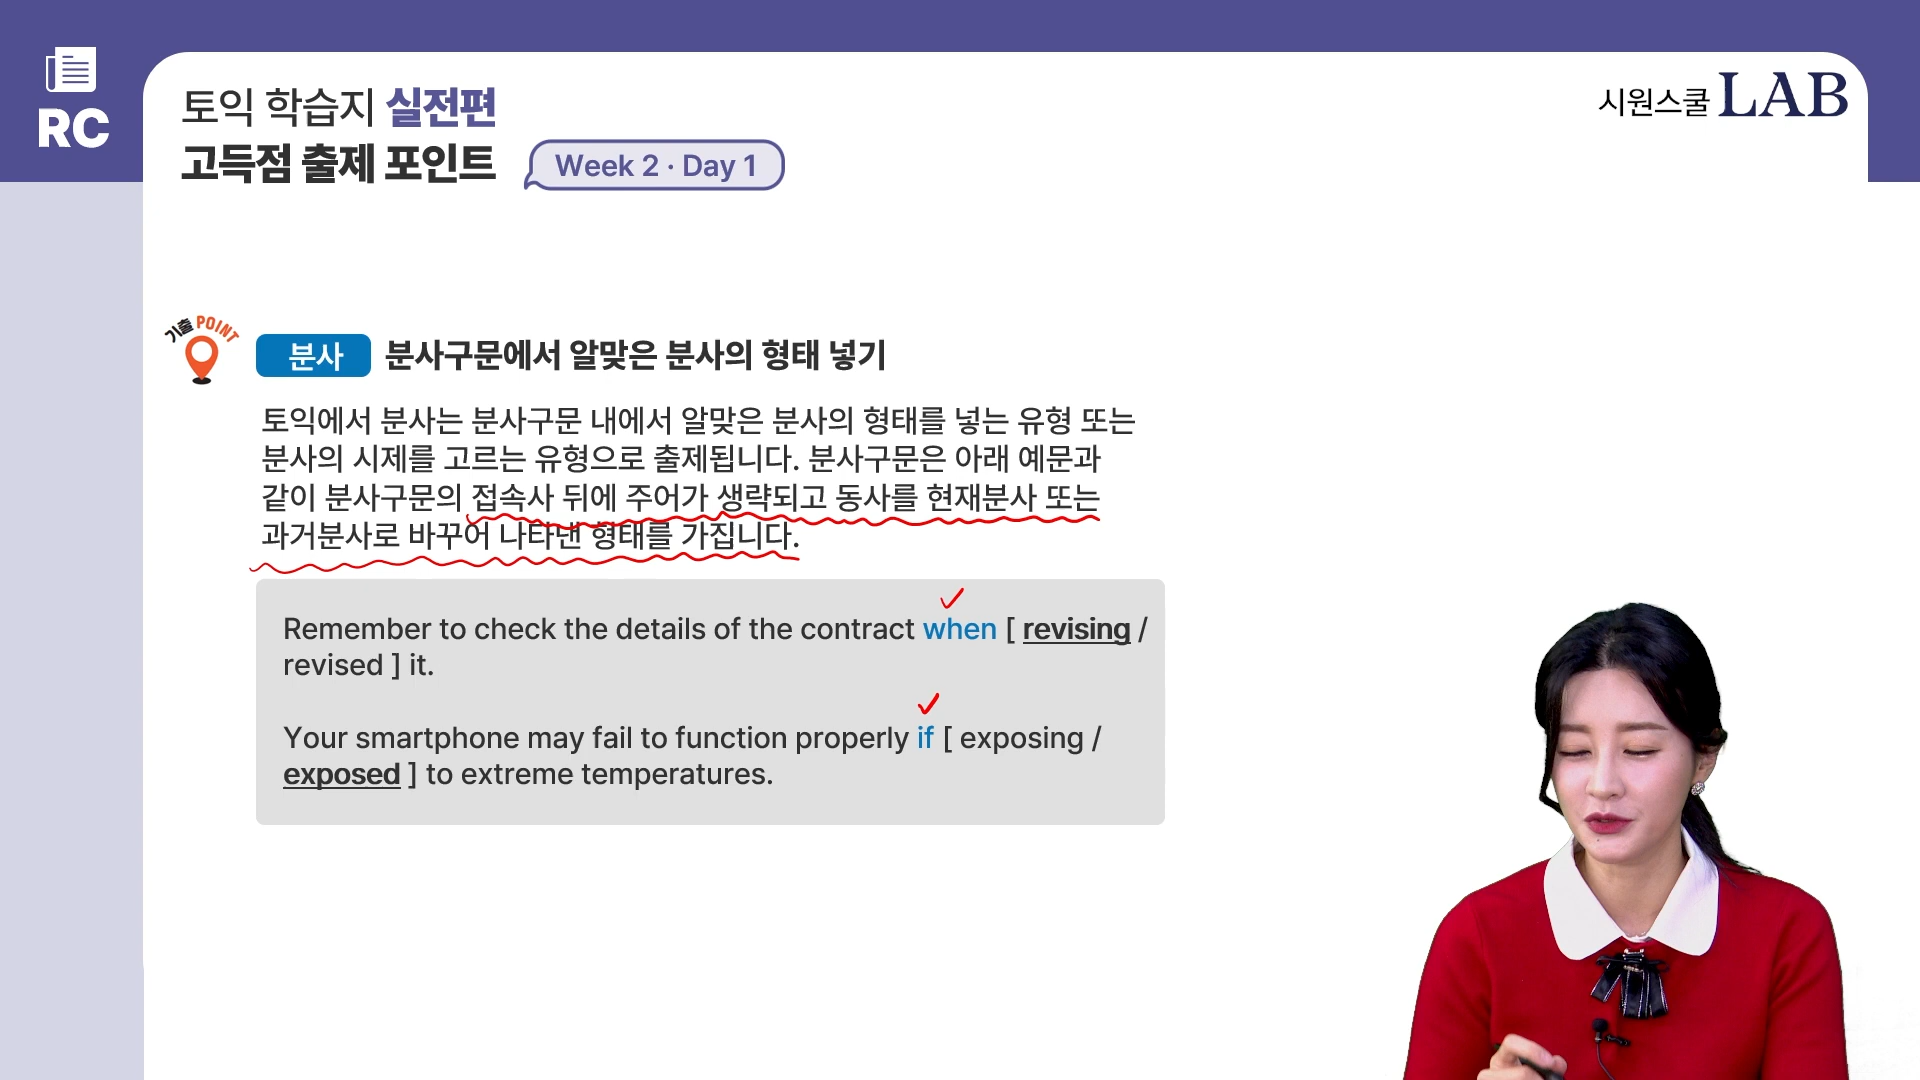 RC
토익 학습지 실전편
고득점 출제 포인트
Week 2 · Day 1
시원스쿨 LAB
기출 POINT
분사 분사구문에서 알맞은 분사의 형태 넣기
토익에서 분사는 분사구문 내에서 알맞은 분사의 형태를 넣는 유형 또는
분사의 시제를 고르는 유형으로 출제됩니다. 분사구문은 아래 예문과
같이 분사구문의 접속사 뒤에 주어가 생략되고 동사를 현재분사 또는
과거분사로 바꾸어 나타낸 형태를 가집니다.
Remember to check the details of the contract when [ revising /
revised ] it.
Your smartphone may fail to function properly if [ exposing /
exposed ] to extreme temperatures.